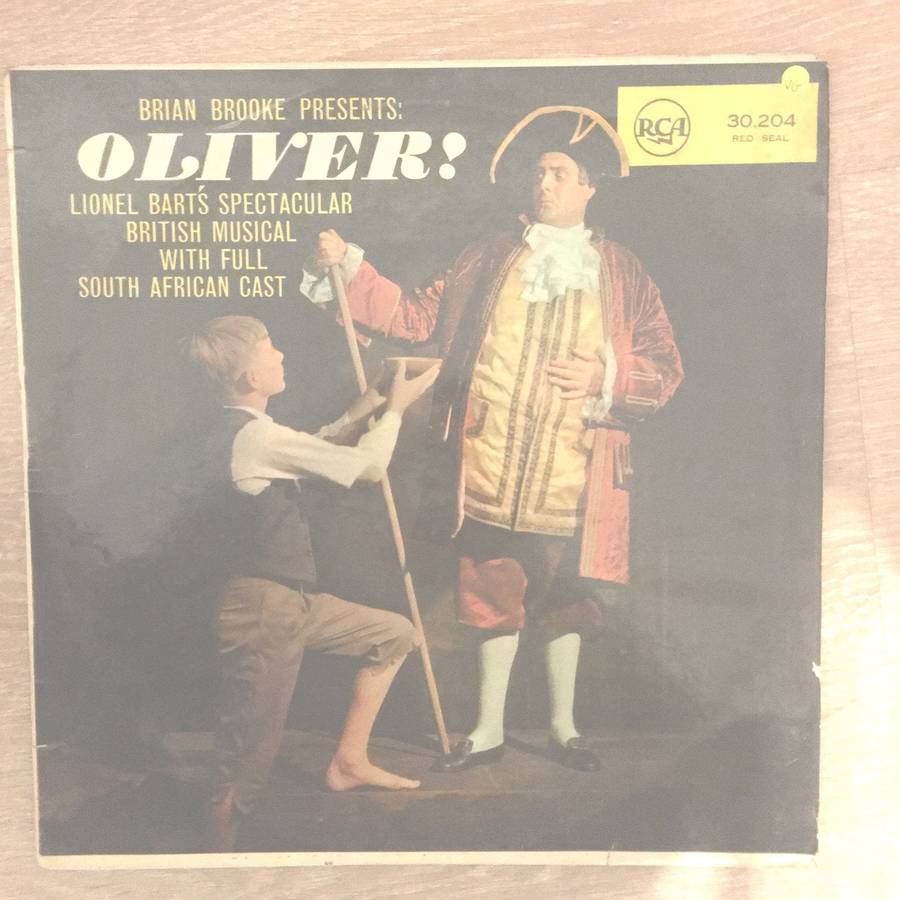 BRIAN BROOKE PRESENTS:
OLIVER!
LIONEL BART'S SPECTACULAR
BRITISH MUSICAL
WITH FULL
SOUTH AFRICAN CAST
RCA
30,204
RED SEAL
VG